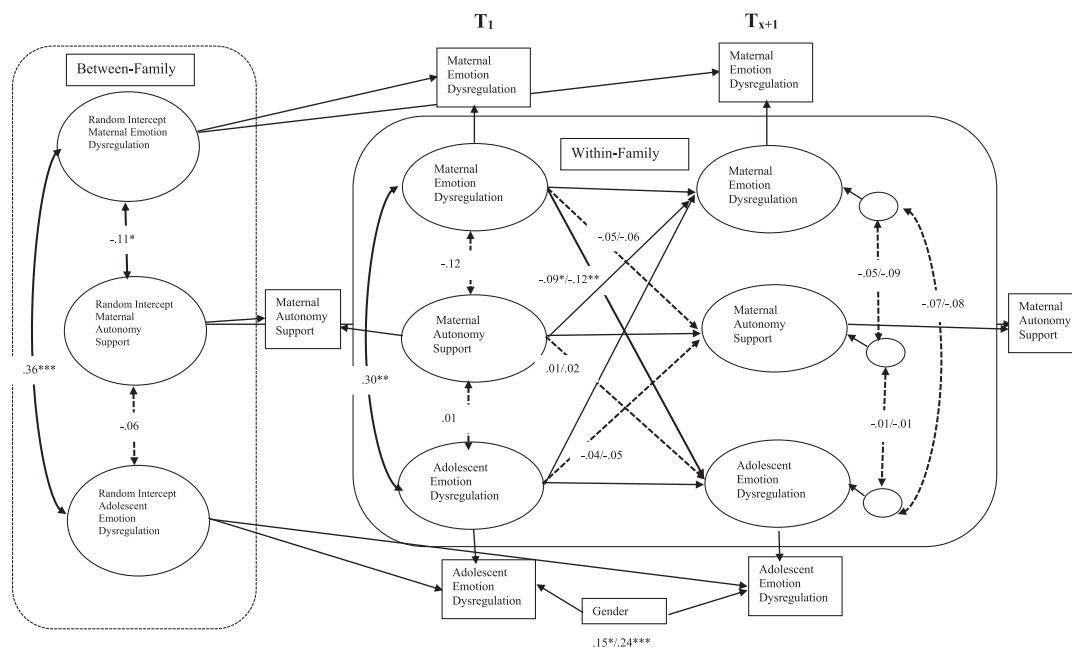 T1
Tx+1
Between-Family
Maternal
Emotion
Dysregulation
Maternal
Emotion
Dysregulation
Random Intercept
Maternal Emotion
Dysregulation
Within-Family
Maternal
Emotion
Dysregulation
Maternal
Emotion
Dysregulation
-.11*
-.12
-.05/-.06
-.09*/-.12**
-.05/-.09
-.07/-.08
Random Intercept
Maternal
Autonomy
Support
Maternal
Autonomy
Support
Maternal
Autonomy
Support
Maternal
Autonomy
Support
Maternal
Autonomy
Support
.36***
.30**
.01/.02
-.06
.01
-.04/-.05
-.01/-.01
Random Intercept
Adolescent
Emotion
Dysregulation
Adolescent
Emotion
Dysregulation
Adolescent
Emotion
Dysregulation
Adolescent
Emotion
Dysregulation
Gender
Adolescent
Emotion
Dysregulation
.15*/.24***